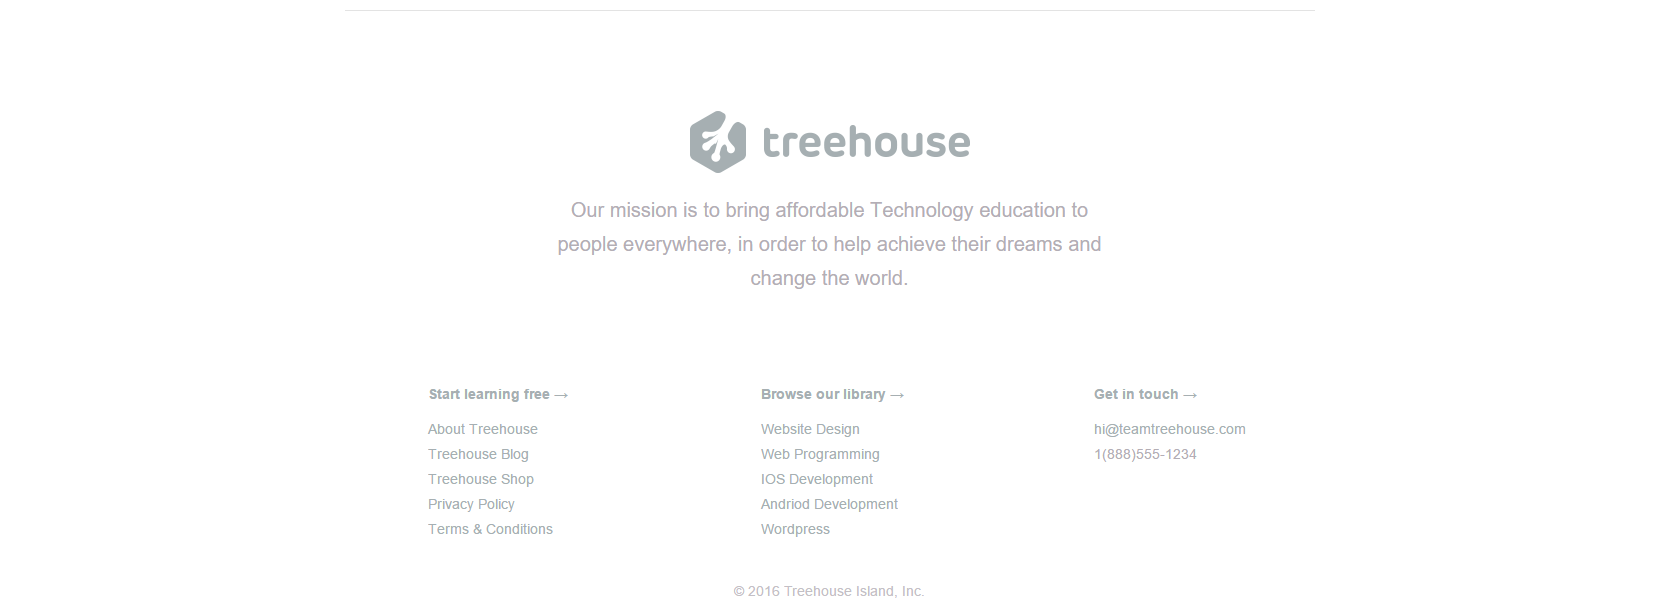 treehouse
Our mission is to bring affordable Technology education to
people everywhere, in order to help achieve their dreams and
change the world.
Start learning free →
About Treehouse
Treehouse Blog
Treehouse Shop
Privacy Policy
Terms & Conditions
Browse our library →
Website Design
Web Programming
IOS Development
Andriod Development
Wordpress
Get in touch →
hi@teamtreehouse.com
1(888)555-1234
© 2016 Treehouse Island, Inc.